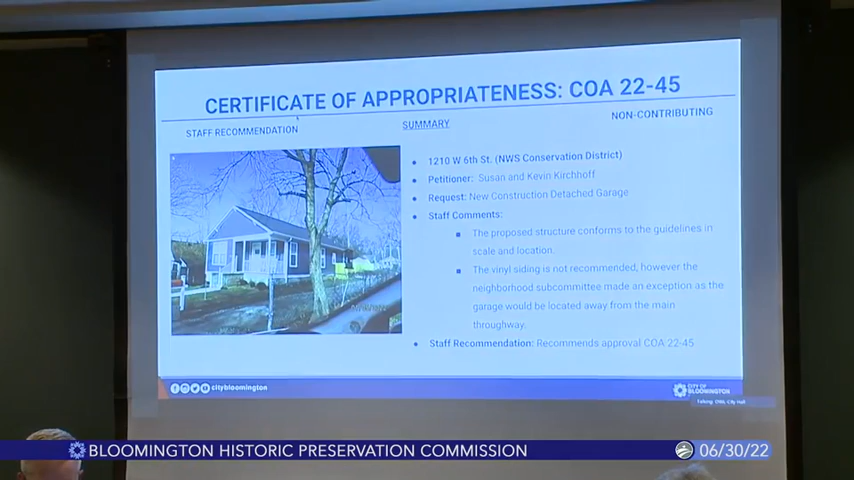 CERTIFICATE OF APPROPRIATENESS: COA 22-45
STAFF RECOMMENDATION
SUMMARY
NON-CONTRIBUTING
1210 W 6th St. (NWS Conservation District)
Petitioner: Susan and Kevin Kirchhoff
Request: New Construction Detached Garage
Staff Comments:
The proposed structure conforms to the guidelines in
scale and location.
The vinyl siding is not recommended, however the
neighborhood subcommittee made an exception as the
garage would be located away from the main
throughway.
Staff Recommendation: Recommends approval COA 22-45
citybloomington
CITY OF
BLOOMINGTON
Talking: City Hall
BLOOMINGTON HISTORIC PRESERVATION COMMISSION
06/30/22